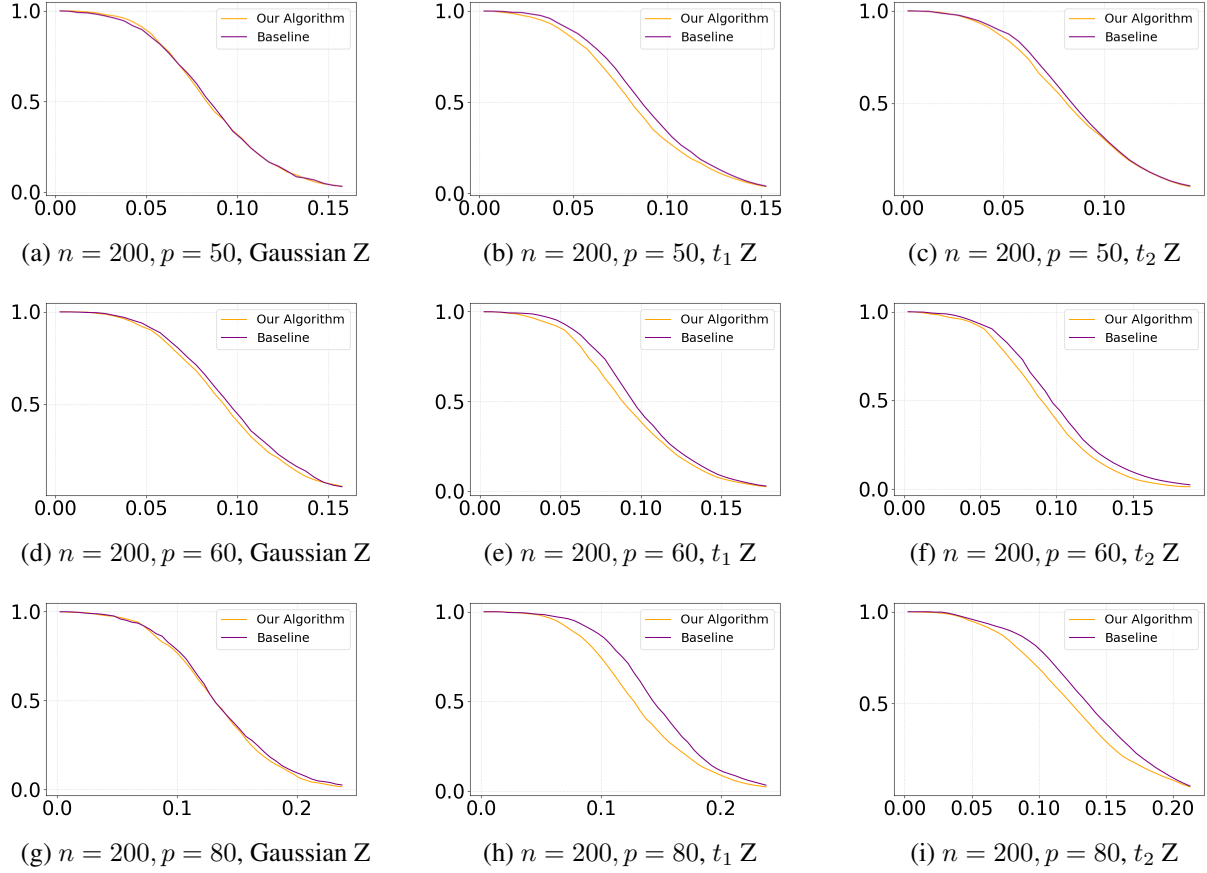 1.0
0.5
0.0
0.00 0.05 0.10 0.15
Our Algorithm
Baseline
(a) n = 200, p = 50, Gaussian Z
1.0
0.5
0.0
0.00 0.05 0.10 0.15
Our Algorithm
Baseline
(b) n = 200, p = 50, t₁ Z
1.0
0.5
0.00 0.05 0.10
Our Algorithm
Baseline
(c) n = 200, p = 50, t₂ Z
1.0
0.5
0.00 0.05 0.10 0.15
Our Algorithm
Baseline
(d) n = 200, p = 60, Gaussian Z
1.0
0.5
0.0
0.00 0.05 0.10 0.15
Our Algorithm
Baseline
(e) n = 200, p = 60, t₁ Z
1.0
0.5
0.0
0.00 0.05 0.10 0.15
Our Algorithm
Baseline
(f) n = 200, p = 60, t₂ Z
1.0
0.5
0.0
0.0 0.1 0.2
Our Algorithm
Baseline
(g) n = 200, p = 80, Gaussian Z
1.0
0.5
0.0
0.0 0.1 0.2
Our Algorithm
Baseline
(h) n = 200, p = 80, t₁ Z
1.0
0.5
0.00 0.05 0.10 0.15 0.20
Our Algorithm
Baseline
(i) n = 200, p = 80, t₂ Z